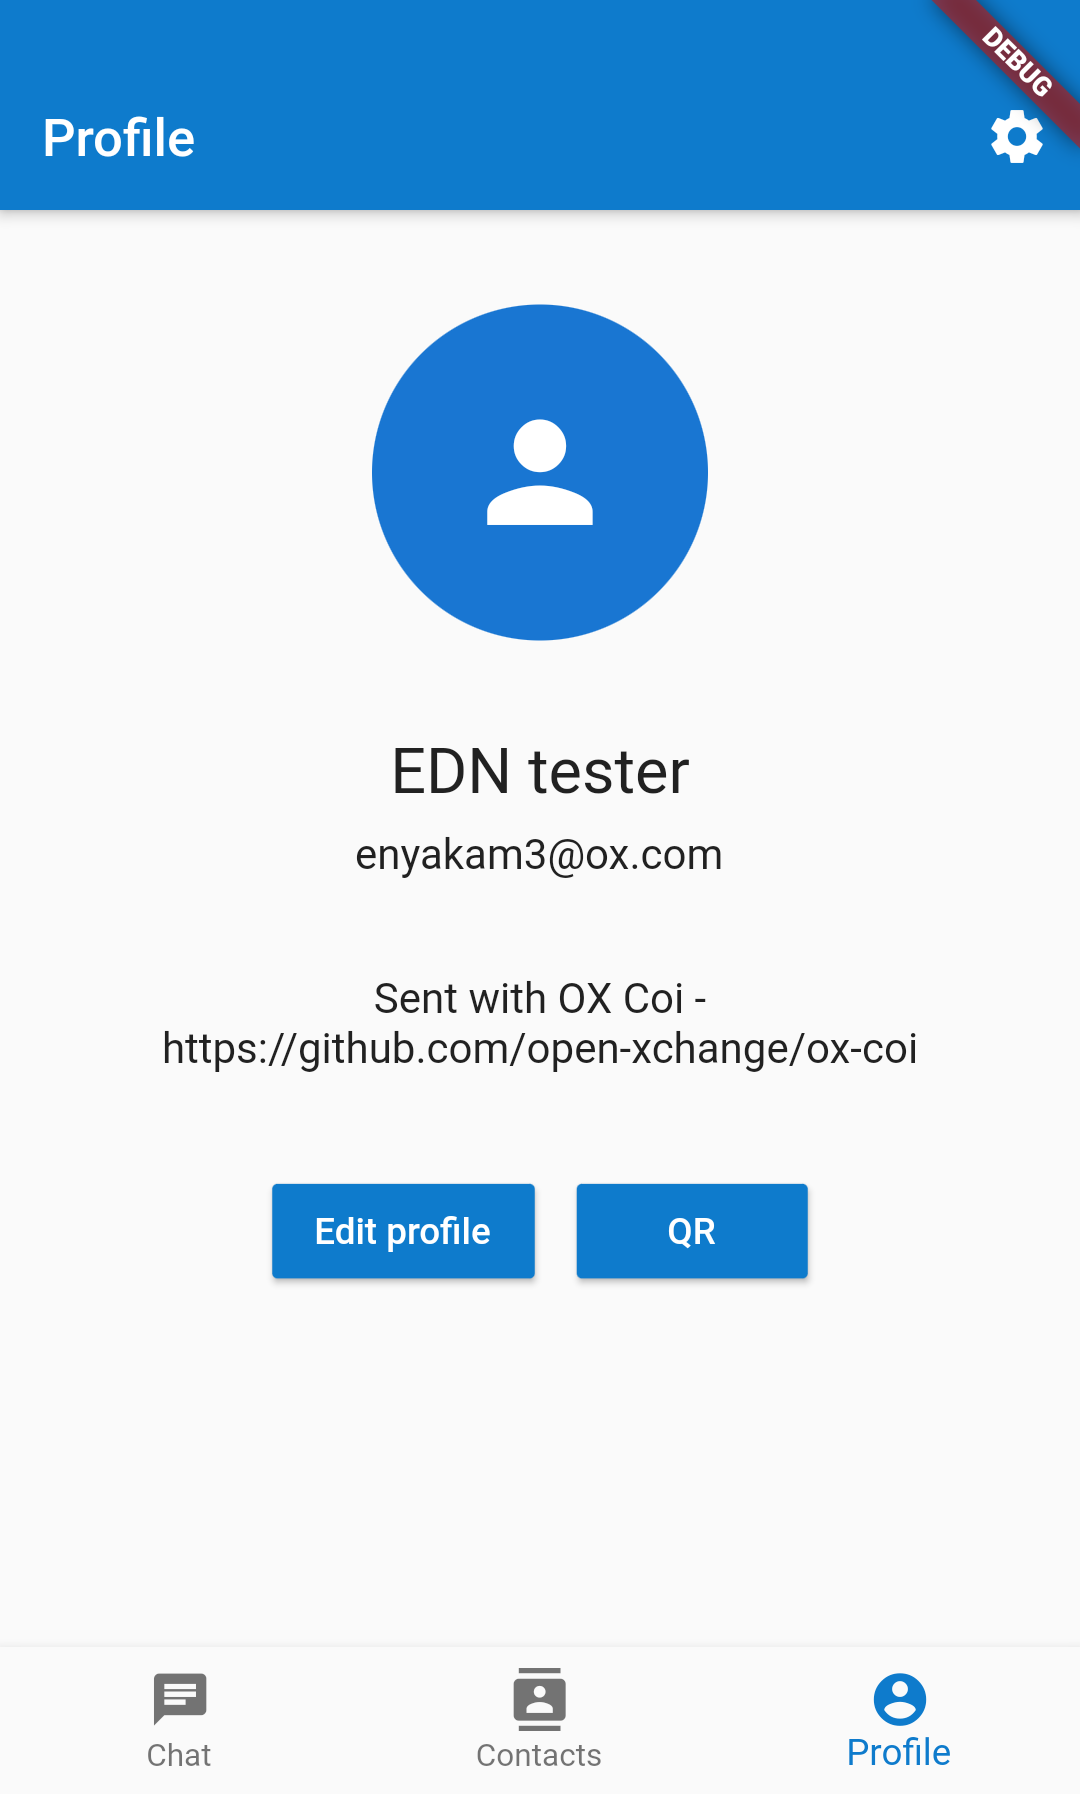 DEBUG
Profile
EDN tester
enyakam3@ox.com
Sent with OX Coi -
https://github.com/open-xchange/ox-coi
Edit profile
QR
Chat
Contacts
Profile